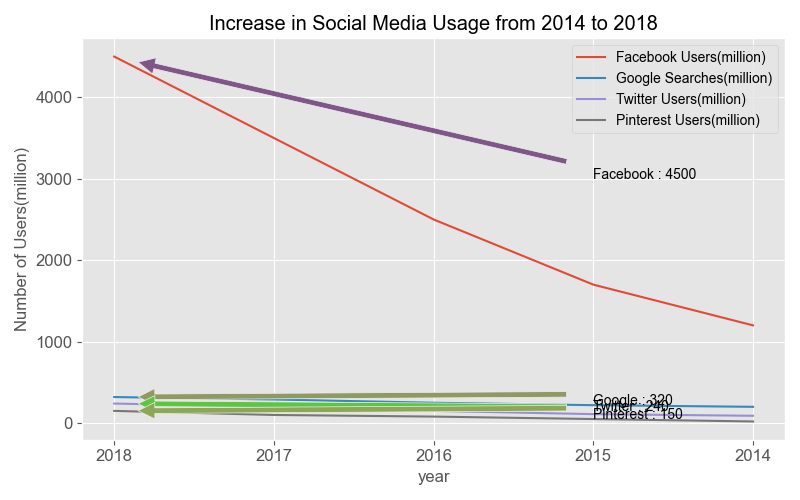 Increase in Social Media Usage from 2014 to 2018
Facebook Users(million)
Google Searches(million)
Twitter Users(million)
Pinterest Users(million)
Number of Users(million)
4000
3000
2000
1000
0
Facebook : 4500
Google : 320
Twitter : 240
Pinterest : 150
2018
2017
2016
2015
2014
year